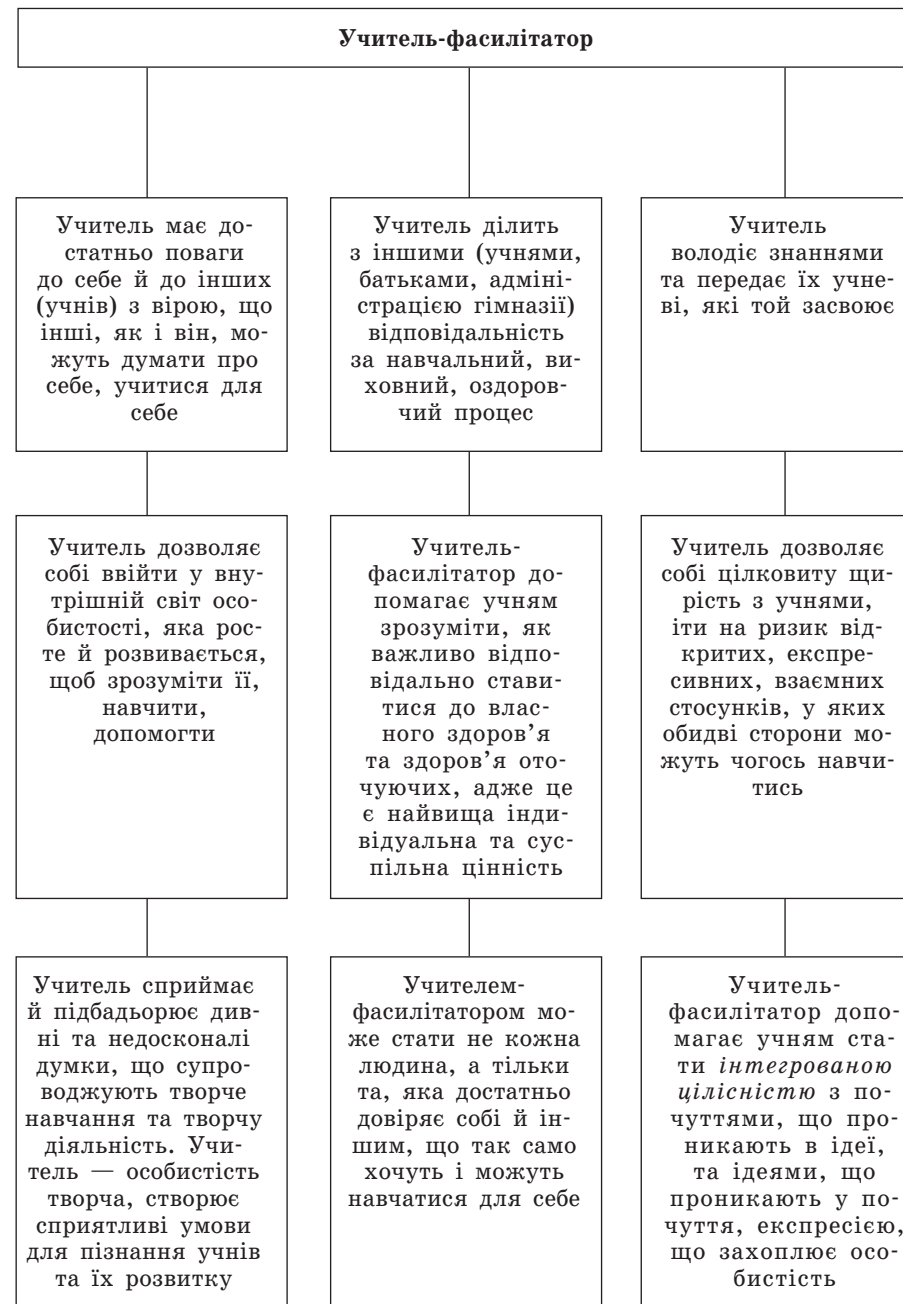 Учитель-фасилітатор
Учитель має до-
статньо поваги
до себе й до інших
(учнів) з вірою, що
інші, як і він, мо-
жуть думати про
себе, учитися для
себе
Учитель ділить
з іншими (учнями,
батьками, адміні-
страцією гімназії)
відповідальність
за навчальний, ви-
ховний, оздоров-
чий процес
Учитель
володіє знаннями
та передає їх учне-
ві, які той засвоює
Учитель дозволяє
собі ввійти у вну-
трішній світ осо-
бистості, яка рос-
те й розвивається,
щоб зрозуміти її,
навчити,
допомогти
Учитель-
фасилітатор до-
помагає учням
зрозуміти, як
важливо відпо-
відально стави-
тися до влас-
ного здоров’я
та здоров’я ото-
чуючих, адже це
є найвища інди-
відуальна та сус-
пільна цінність
Учитель дозволяє
собі цілковиту щи-
рість з учнями,
іти на ризик від-
критих, експре-
сивних, взаємних
стосунків, у яких
обидві сторони мо-
жуть чогось навчи-
тись
Учитель сприймає
й підбадьорює див-
ні та недосконалі
думки, що супро-
воджують творче
навчання та творчу
діяльність. Учи-
тель — особистість
творча, створює
сприятливі умови
для пізнання учнів
та їх розвитку
Учителем-
фасилітатором мо-
же стати не кожна
людина, а тільки
та, яка достатньо
довіряє собі й ін-
шим, що так само
хочуть і можуть
навчатися для себе
Учитель-
фасилітатор допо-
магає учням ста-
ти інтегрованою
цілісністю з по-
чуттями, що про-
никають в ідеї,
та ідеями, що
проникають у по-
чуття, експресією,
що захоплює осо-
бистість